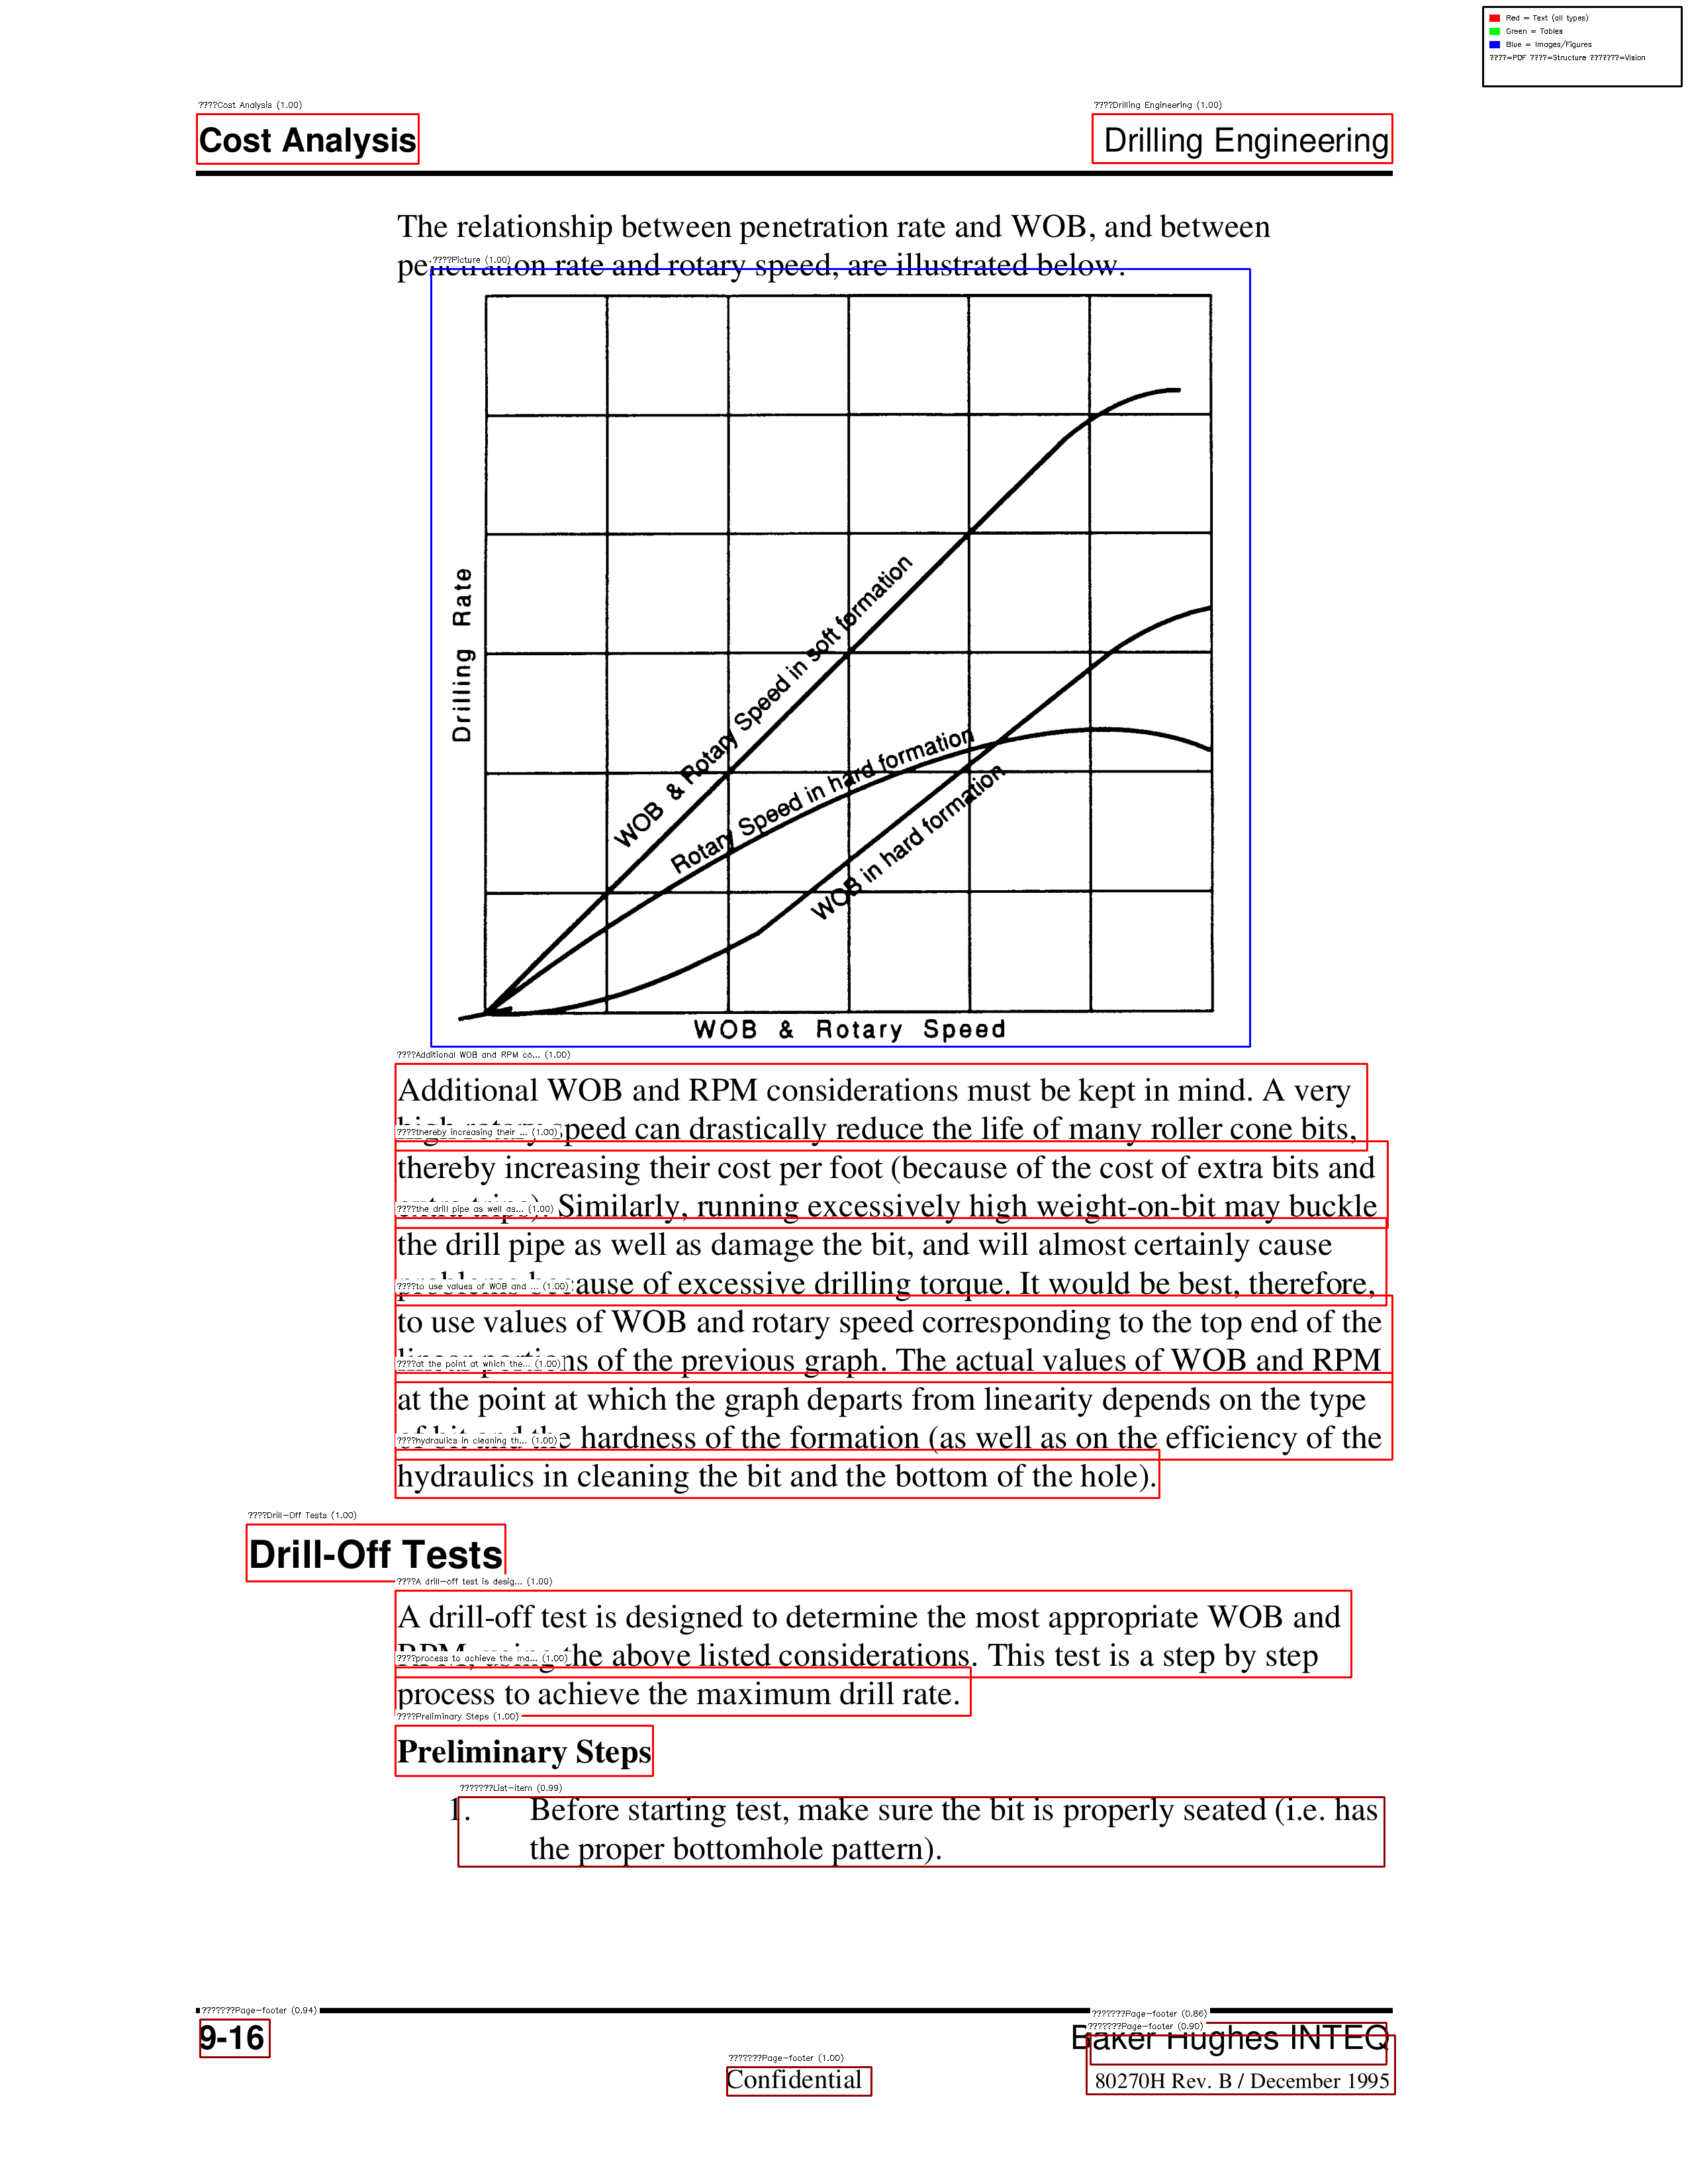 Red = Text (all types)
Green = Tables
Blue = Images/Figures
????=PDF ????=Structure ???????=Vision
????Cost Analysis (1.00)
????Drilling Engineering (1.00)
Cost Analysis
Drilling Engineering
The relationship between penetration rate and WOB, and between
penetration rate and rotary speed, are illustrated below.
????Picture (1.00)
Drilling Rate
WOB & Rotary Speed in soft formation
Rotary Speed in hard formation
WOB in hard formation
WOB & Rotary Speed
????Additional WOB and RPM co... (1.00)
Additional WOB and RPM considerations must be kept in mind. A very
high rotary speed can drastically reduce the life of many roller cone bits,
????thereby increasing their ... (1.00)
thereby increasing their cost per foot (because of the cost of extra bits and
extra trips). Similarly, running excessively high weight-on-bit may buckle
????the drill pipe as well as... (1.00)
the drill pipe as well as damage the bit, and will almost certainly cause
problems because of excessive drilling torque. It would be best, therefore,
????to use values of WOB and ... (1.00)
to use values of WOB and rotary speed corresponding to the top end of the
linear portions of the previous graph. The actual values of WOB and RPM
????at the point at which the... (1.00)
at the point at which the graph departs from linearity depends on the type
of bit and the hardness of the formation (as well as on the efficiency of the
????hydraulics in cleaning th... (1.00)
hydraulics in cleaning the bit and the bottom of the hole).
????Drill-Off Tests (1.00)
Drill-Off Tests
????A drill-off test is desig... (1.00)
A drill-off test is designed to determine the most appropriate WOB and
RPM, using the above listed considerations. This test is a step by step
????process to achieve the ma... (1.00)
process to achieve the maximum drill rate.
????Preliminary Steps (1.00)
Preliminary Steps
???????List-item (0.99)
1. Before starting test, make sure the bit is properly seated (i.e. has
the proper bottomhole pattern).
???????Page-footer (0.94)
???????Page-footer (0.86)
???????Page-footer (0.90)
9-16
Baker Hughes INTEQ
???????Page-footer (1.00)
Confidential
80270H Rev. B / December 1995